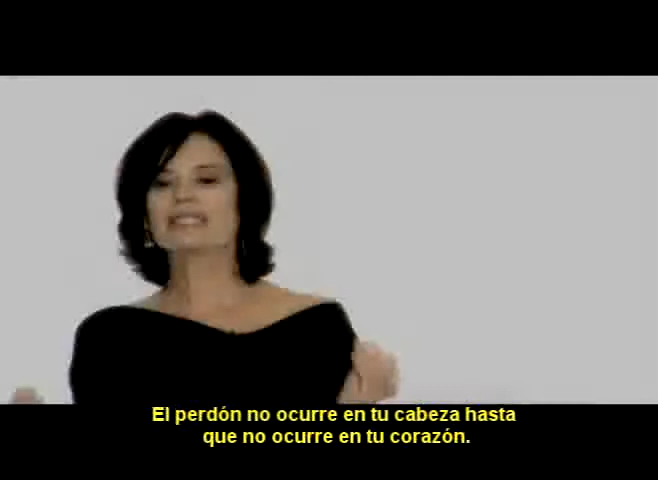 El perdón no ocurre en tu cabeza hasta
que no ocurre en tu corazón.